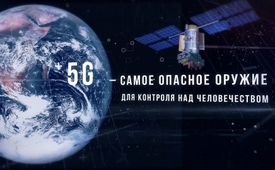 5G – САМОЕ ОПАСНОЕ ОРУЖИЕ
ДЛЯ КОНТРОЛЯ НАД ЧЕЛОВЕЧЕСТВОМ